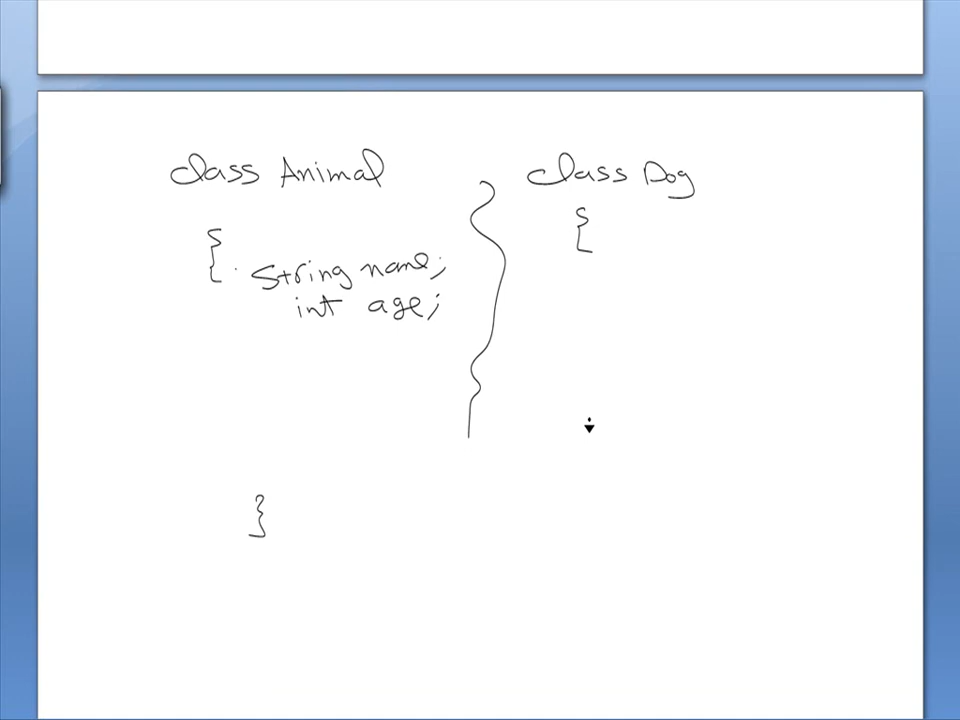 class Animal
{
String name;
int age;
}
class Dog
{